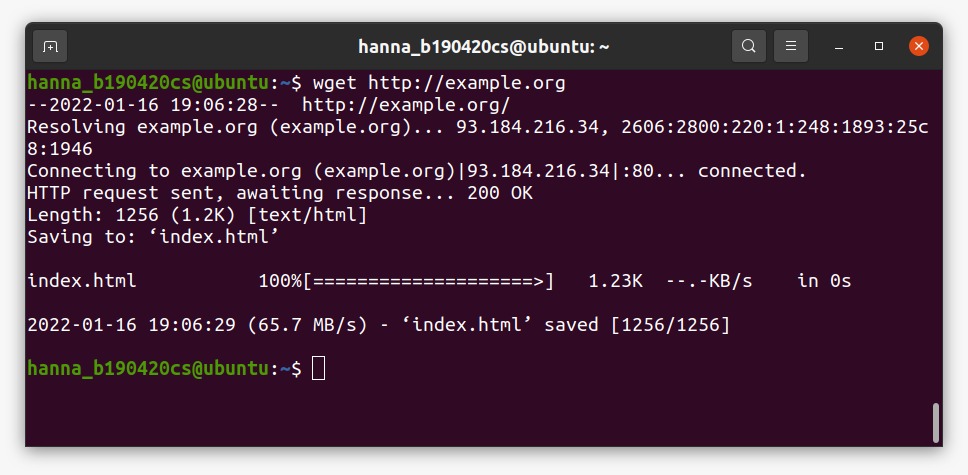 hanna_b190420cs@ubuntu: ~
hanna_b190420cs@ubuntu:~$ wget http://example.org
--2022-01-16 19:06:28--  http://example.org/
Resolving example.org (example.org)... 93.184.216.34, 2606:2800:220:1:248:1893:25c
8:1946
Connecting to example.org (example.org)|93.184.216.34|:80... connected.
HTTP request sent, awaiting response... 200 OK
Length: 1256 (1.2K) [text/html]
Saving to: ‘index.html’
index.html           100%[====================>]   1.23K  --.-KB/s    in 0s
2022-01-16 19:06:29 (65.7 MB/s) - ‘index.html’ saved [1256/1256]
hanna_b190420cs@ubuntu:~$